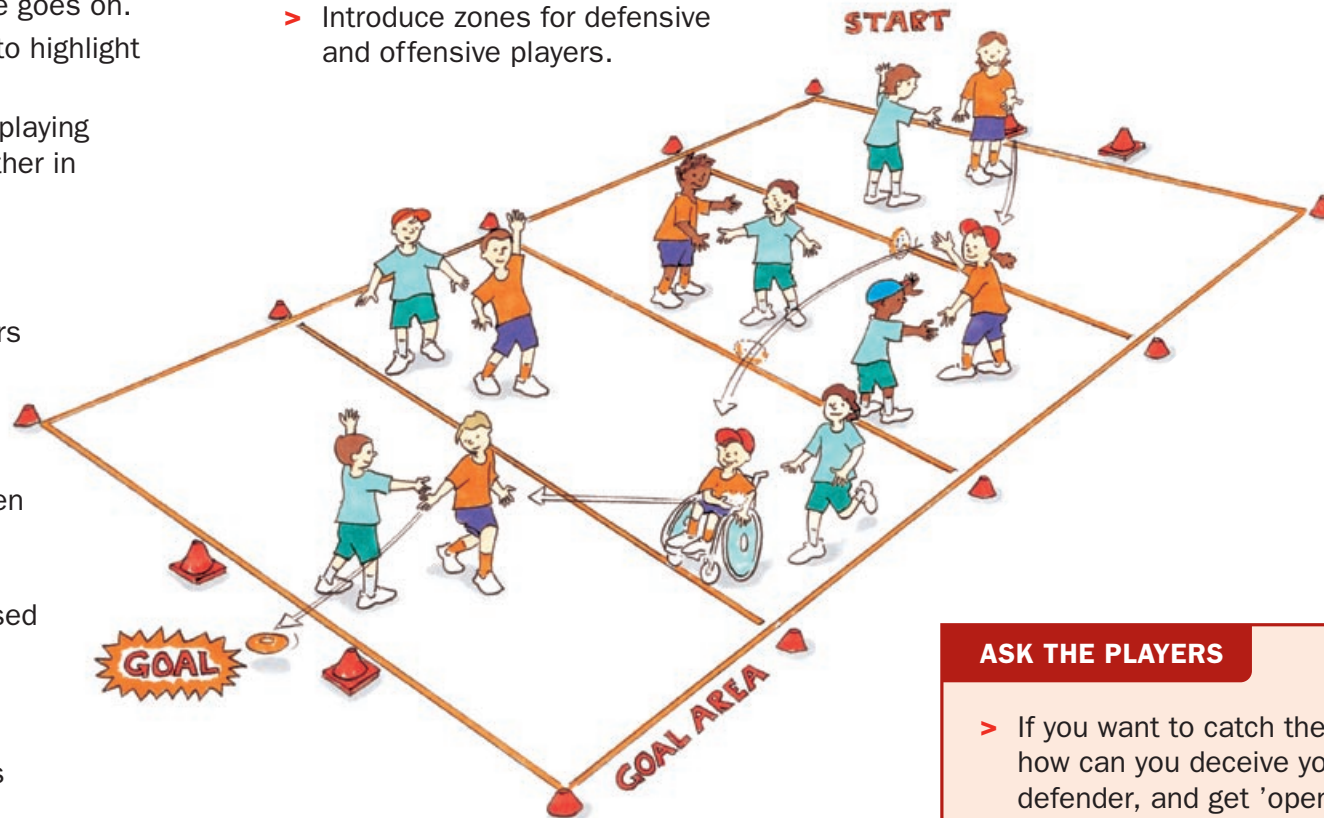 e goes on.
to highlight
playing
ther in
rs
en
sed
s
> Introduce zones for defensive
and offensive players.
START
GOAL
GOAL AREA
ASK THE PLAYERS
> If you want to catch the
how can you deceive yo
defender, and get 'open